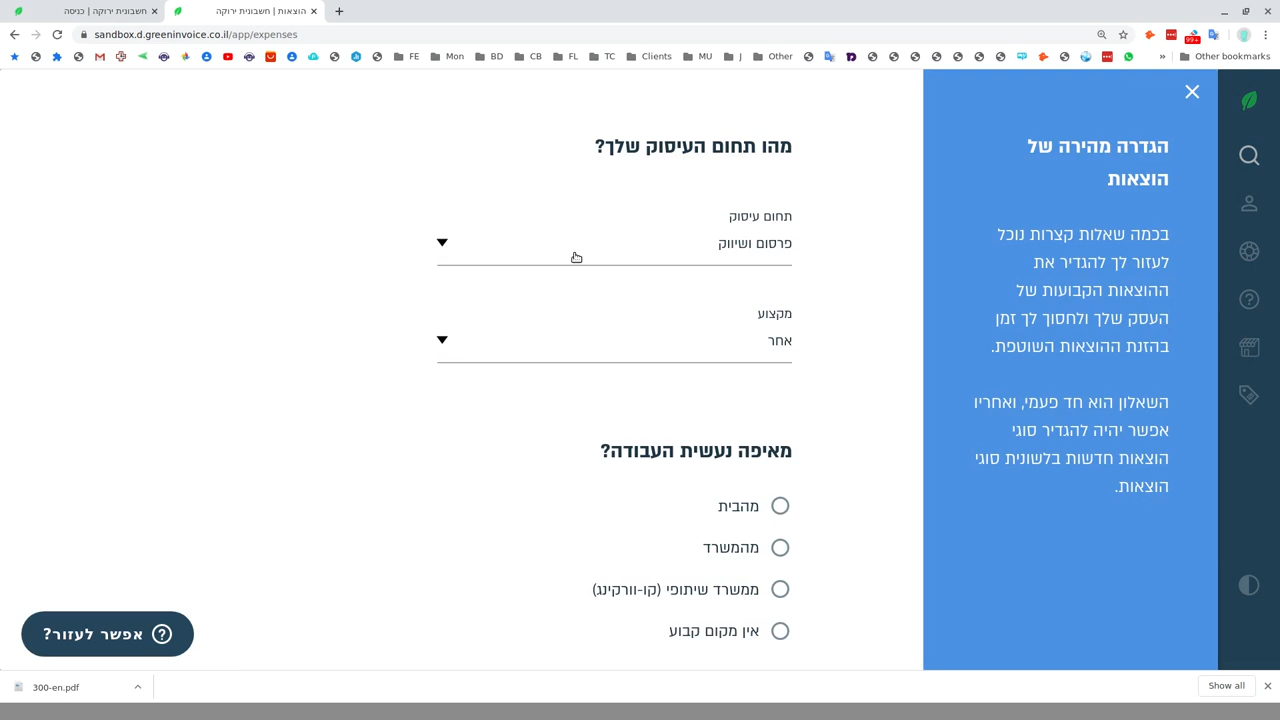 חשבונית ירוקה | כניסה
הוצאות | חשבונית ירוקה
sandbox.d.greeninvoice.co.il/app/expenses
99+
FE
Mon
BD
CB
FL
TC
Clients
MU
J
Other
»
Other bookmarks
הגדרה מהירה של
הוצאות
בכמה שאלות קצרות נוכל
לעזור לך להגדיר את
ההוצאות הקבועות של
העסק שלך ולחסוך לך זמן
בהזנת ההוצאות השוטפת.
השאלון הוא חד פעמי, ואחריו
אפשר יהיה להגדיר סוגי
הוצאות חדשות בלשונית סוגי
הוצאות.
מהו תחום העיסוק שלך?
תחום עיסוק
פרסום ושיווק
מקצוע
אחר
מאיפה נעשית העבודה?
מהבית
מהמשרד
ממשרד שיתופי (קו-וורקינג)
אין מקום קבוע
אפשר לעזור?
300-en.pdf
Show all